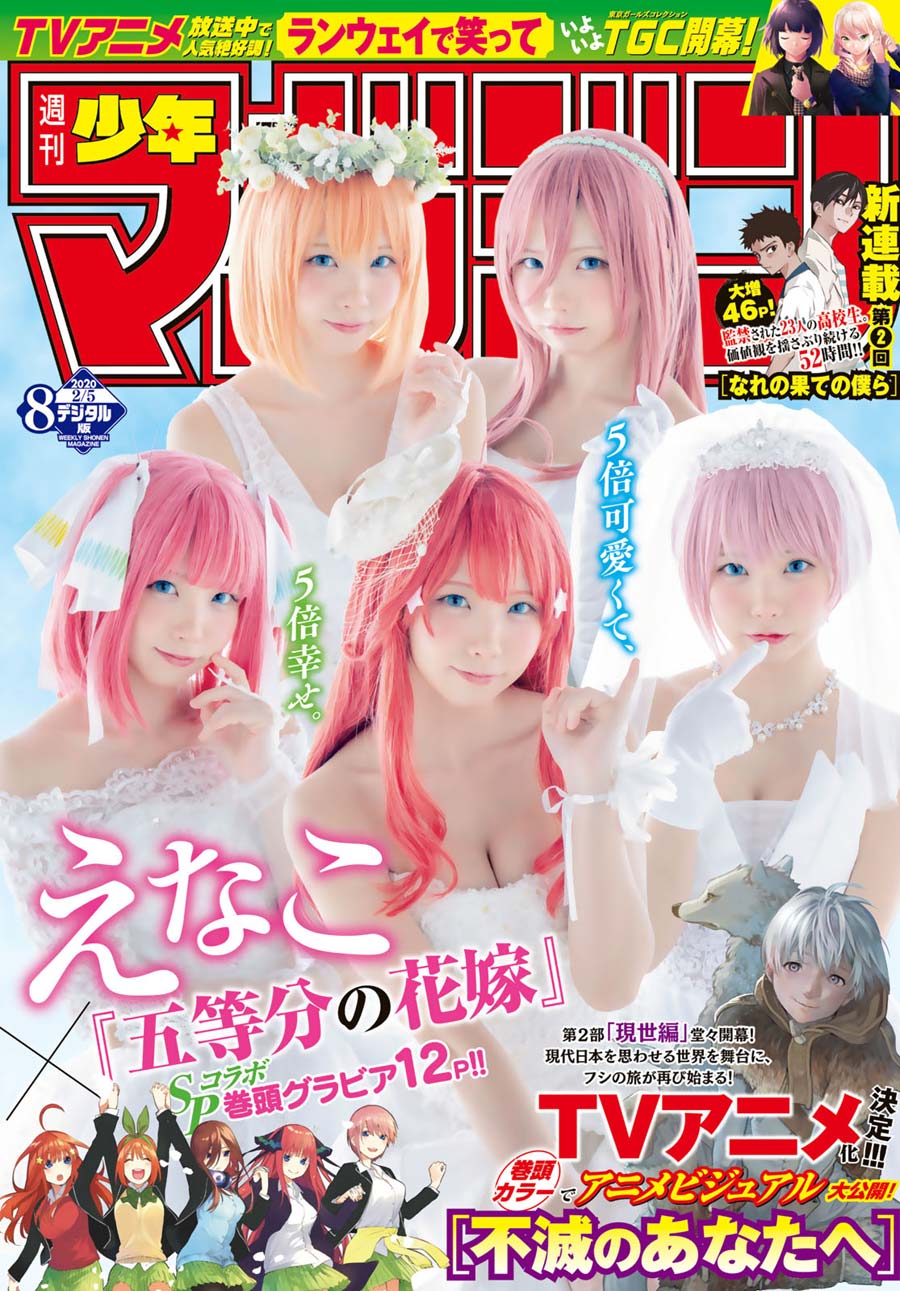 TVアニメ
放送中で
人気絶好調!
ランウェイで笑って
いよいよ
東京ガールズコレクション
TGC開幕!
週刊
少年
マガジン
新連載
第2回
大増
46P!
監禁された23人の高校生。
価値観を揺さぶり続ける
52時間!!
[なれの果ての僕ら]
8
2020
2/5
デジタル
版
WEEKLY SHONEN
MAGAZINE
5倍可愛くて、
5倍幸せ。
えなこ
×
『五等分の花嫁』
SPコラボ
巻頭グラビア12P!!
第2部「現世編」堂々開幕!
現代日本を思わせる世界を舞台に、
フシの旅が再び始まる!
TVアニメ化
決定!!!
巻頭
カラーで
アニメビジュアル
大公開!
[不滅のあなたへ]